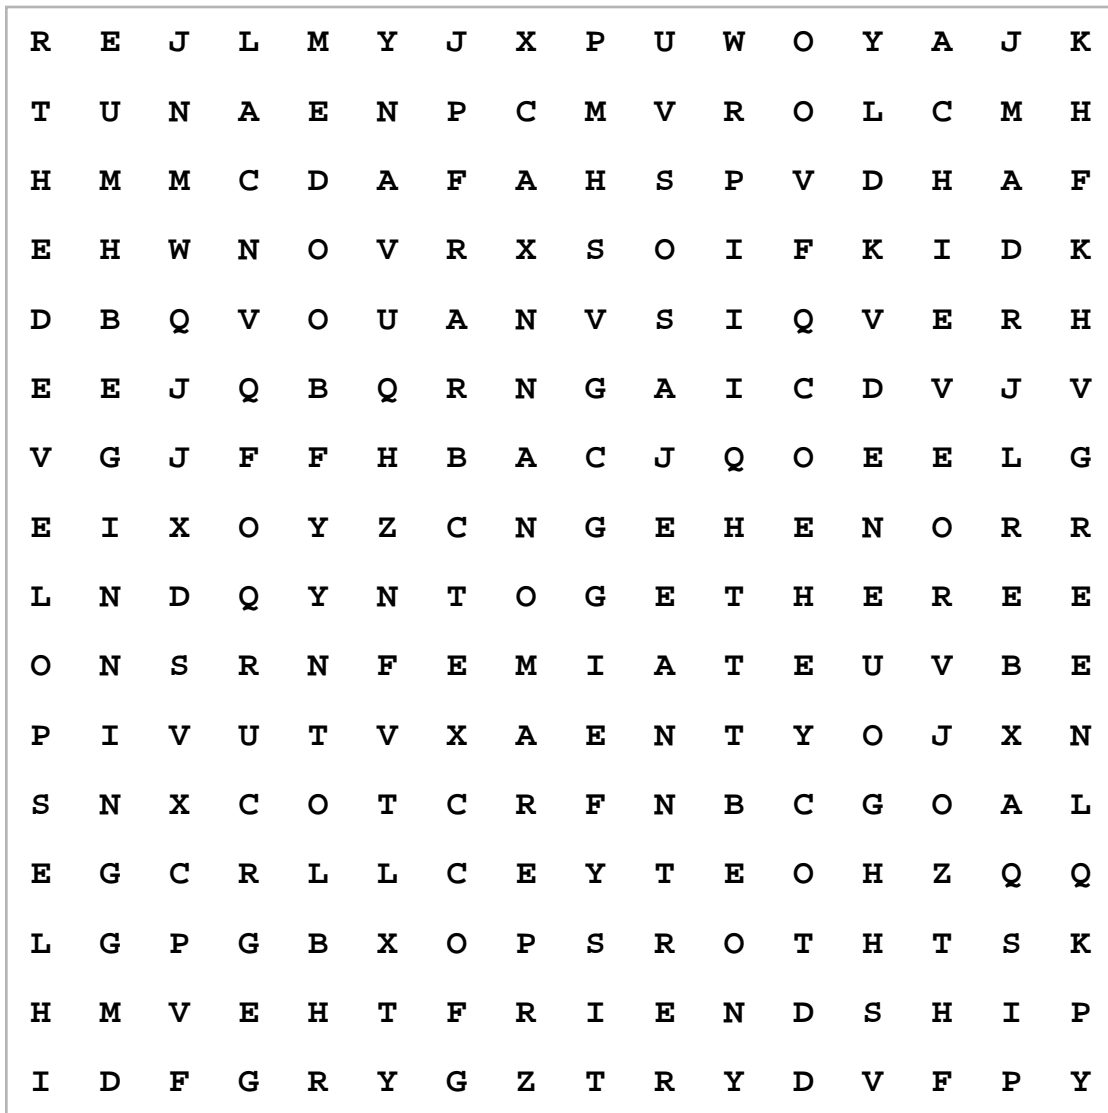 R E J L M Y J X P U W O Y A J K
T U N A E N P C M V R O L C M H
H M M C D A F A H S P V D H A F
E H W N O V R X S O I F K I D K
D B Q V O U A N V S I Q V E R H
E E J Q B Q R N G A I C D V J V
V G J F F H B A C J Q O E E L G
E I X O Y Z C N G E H E N O R R
L N D Q Y N T O G E T H E R E E
O N S R N F E M I A T E U V B E
P I V U T V X A E N T Y O J X N
S N X C O T C R F N B C G O A L
E G C R L L C E Y T E O H Z Q Q
L G P G B X O P S R O T H T S K
H M V E H T F R I E N D S H I P
I D F G R Y G Z T R Y D V F P Y